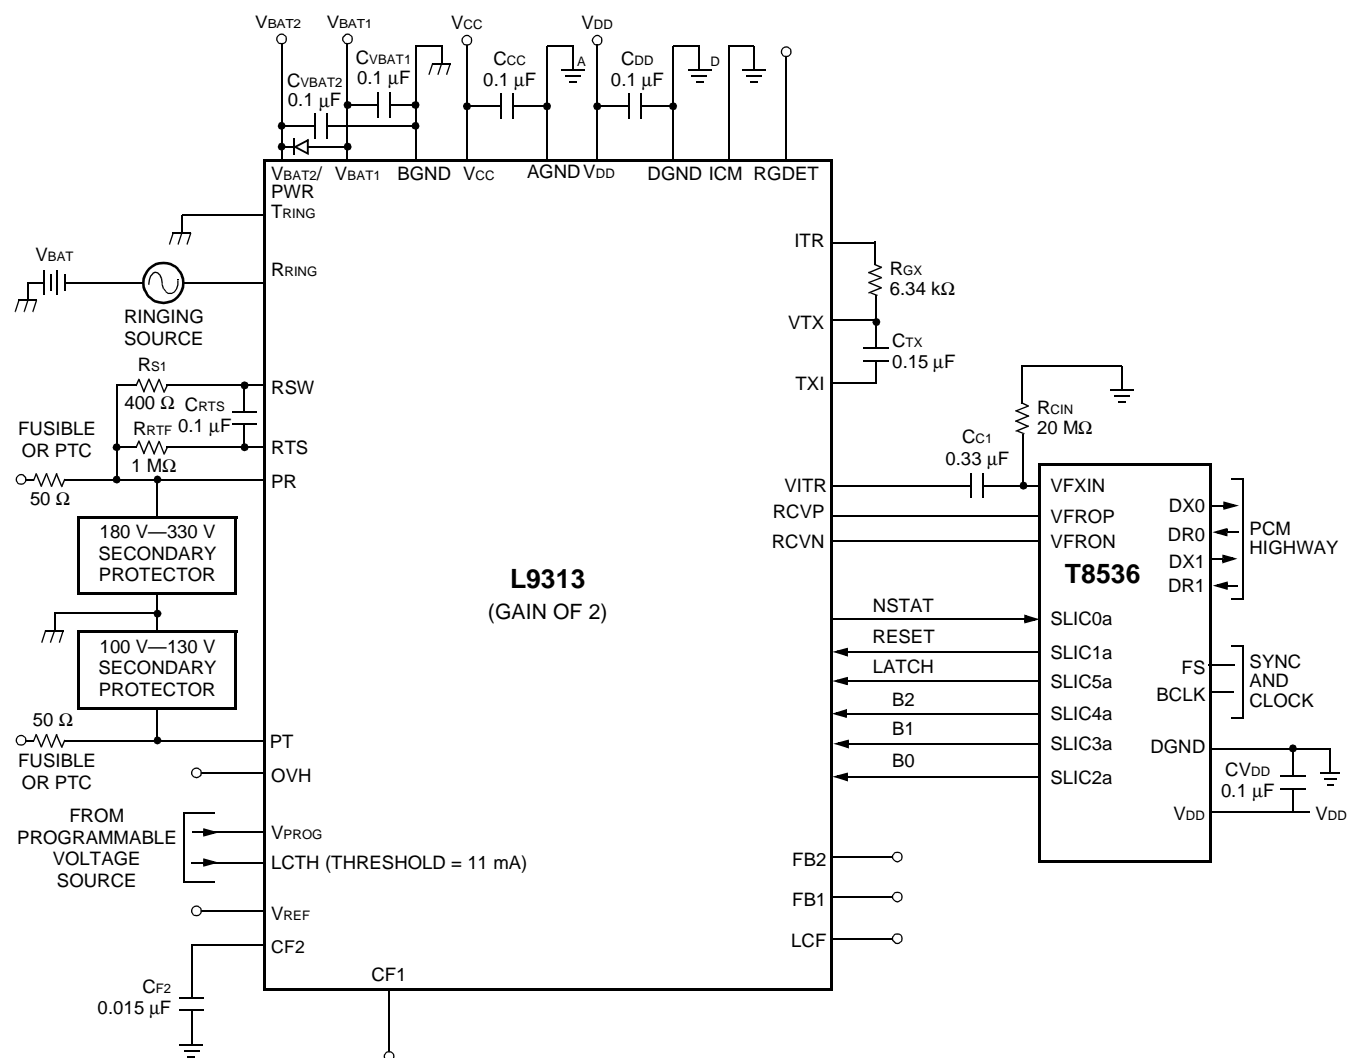 VBAT2 VBAT1 VCC VDD
CVBAT2
0.1 µF
CVBAT1
0.1 µF
CCC
0.1 µF
A
CDD
0.1 µF
D
VBAT2/
PWR
VBAT1
BGND
VCC
AGND
VDD
DGND
ICM
RGDET
TRING
VBAT
RINGING
SOURCE
RRING
RS1
400 Ω
CRTS
0.1 µF
RRTF
1 MΩ
RSW
RTS
FUSIBLE
OR PTC
50 Ω
PR
180 V—330 V
SECONDARY
PROTECTOR
100 V—130 V
SECONDARY
PROTECTOR
50 Ω
FUSIBLE
OR PTC
PT
OVH
FROM
PROGRAMMABLE
VOLTAGE
SOURCE
VPROG
LCTH (THRESHOLD = 11 mA)
VREF
CF2
CF2
0.015 µF
CF1
L9313
(GAIN OF 2)
ITR
RGX
6.34 kΩ
VTX
CTX
0.15 µF
TXI
RCIN
20 MΩ
CC1
0.33 µF
VITR
RCVP
RCVN
NSTAT
RESET
LATCH
B2
B1
B0
FB2
FB1
LCF
VFXIN
VFROP
VFRON
T8536
SLIC0a
SLIC1a
SLIC5a
SLIC4a
SLIC3a
SLIC2a
DX0
DR0
DX1
DR1
PCM
HIGHWAY
FS
BCLK
SYNC
AND
CLOCK
DGND
CVDD
0.1 µF
VDD
VDD